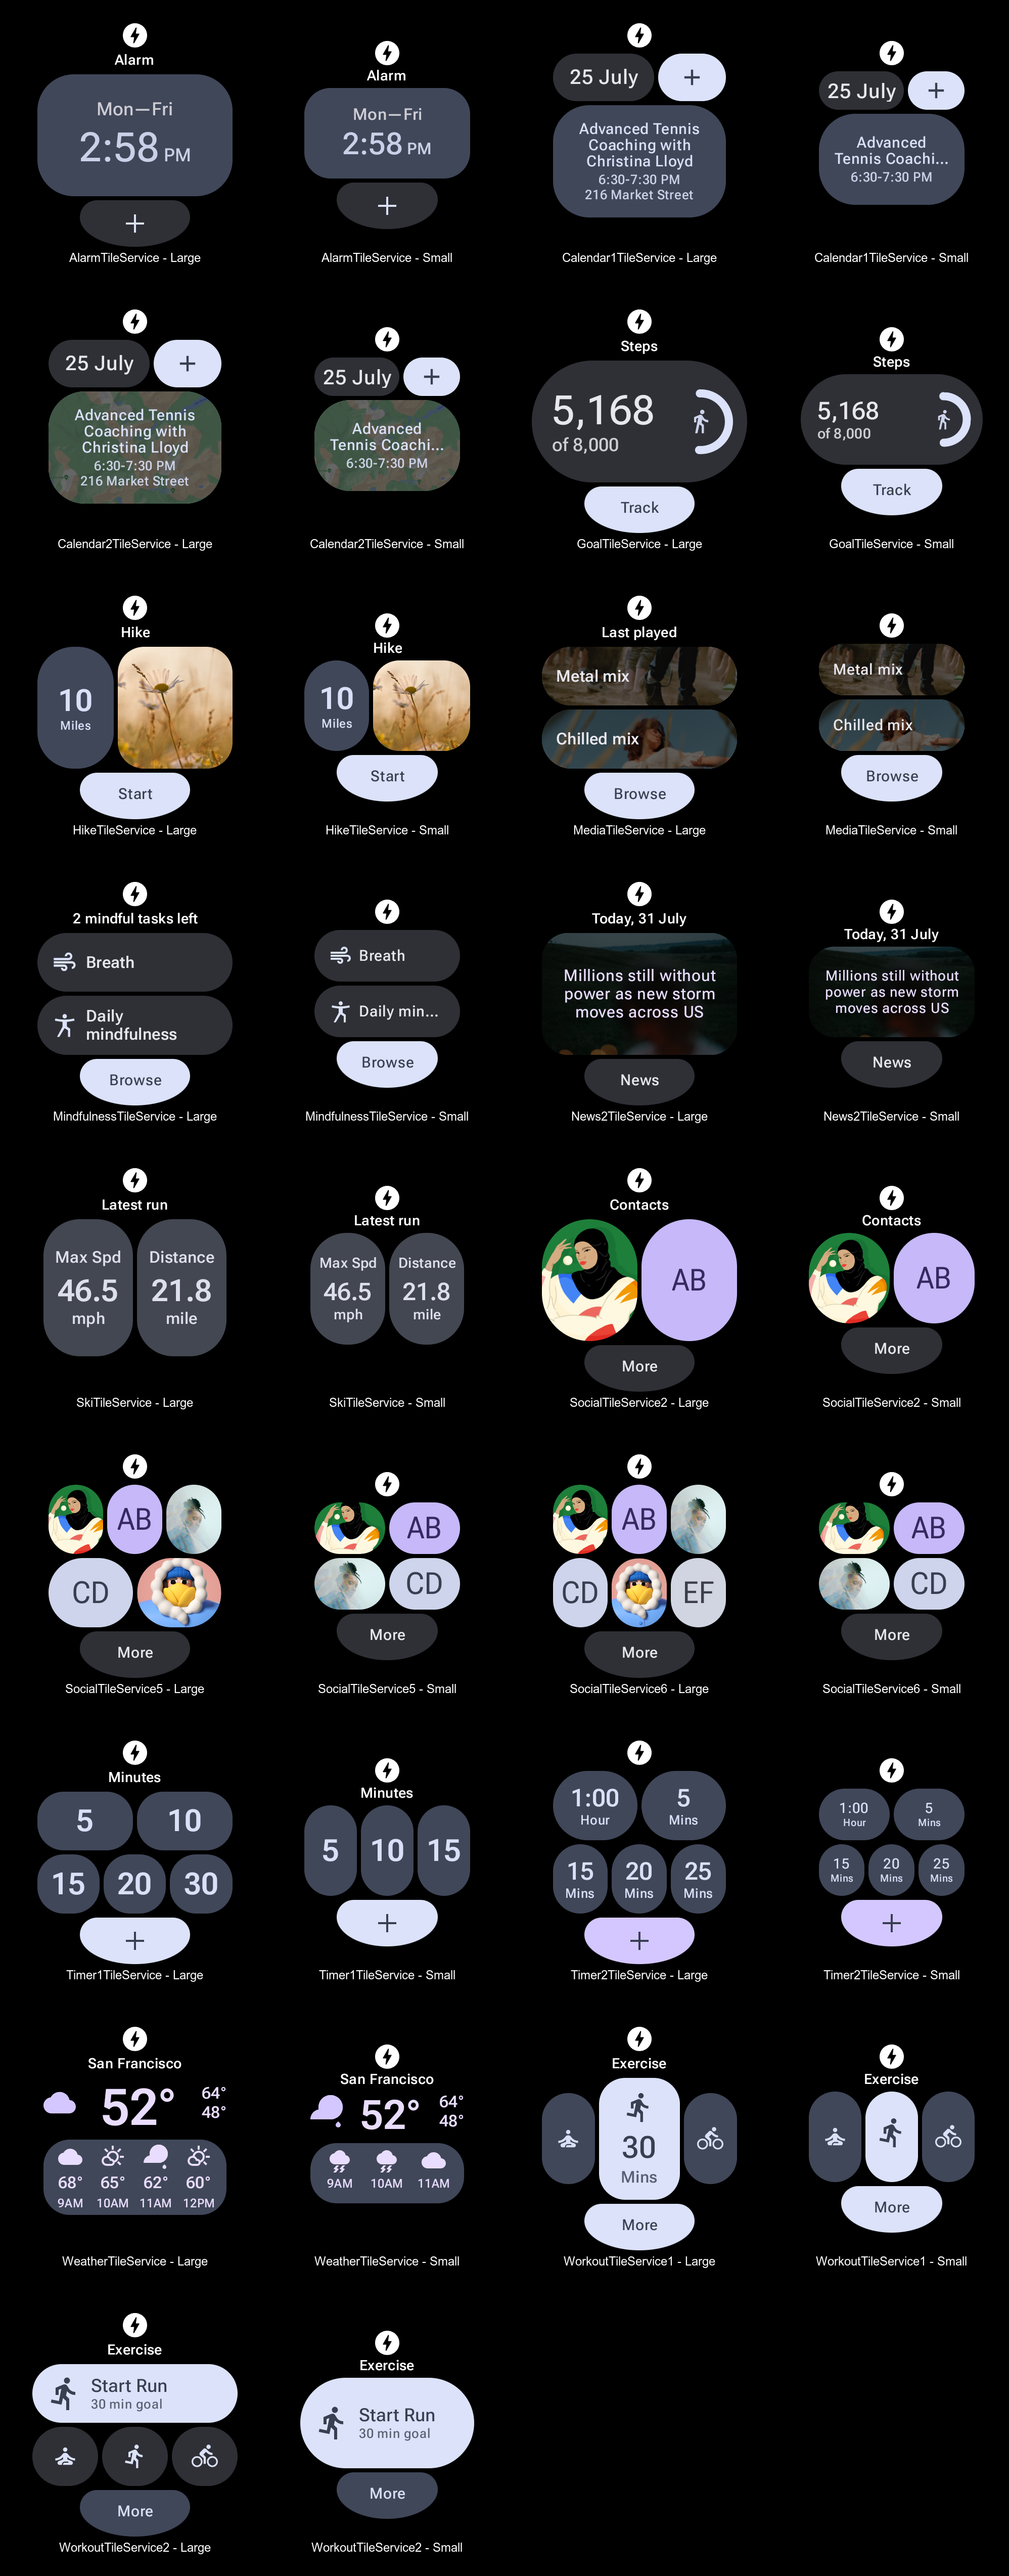 Alarm
Mon—Fri
2:58 PM
AlarmTileService - Large
Alarm
Mon—Fri
2:58 PM
AlarmTileService - Small
25 July
Advanced Tennis
Coaching with
Christina Lloyd
6:30-7:30 PM
216 Market Street
Calendar1TileService - Large
25 July
Advanced
Tennis Coachi...
6:30-7:30 PM
Calendar1TileService - Small
25 July
Advanced Tennis
Coaching with
Christina Lloyd
6:30-7:30 PM
216 Market Street
Calendar2TileService - Large
25 July
Advanced
Tennis Coachi...
6:30-7:30 PM
Calendar2TileService - Small
Steps
5,168
of 8,000
Track
GoalTileService - Large
Steps
5,168
of 8,000
Track
GoalTileService - Small
Hike
10
Miles
Start
HikeTileService - Large
Hike
10
Miles
Start
HikeTileService - Small
Last played
Metal mix
Chilled mix
Browse
MediaTileService - Large
Metal mix
Chilled mix
Browse
MediaTileService - Small
2 mindful tasks left
Breath
Daily
mindfulness
Browse
MindfulnessTileService - Large
Breath
Daily min...
Browse
MindfulnessTileService - Small
Today, 31 July
Millions still without
power as new storm
moves across US
News
News2TileService - Large
Today, 31 July
Millions still without
power as new storm
moves across US
News
News2TileService - Small
Latest run
Max Spd
46.5
mph
Distance
21.8
mile
SkiTileService - Large
Latest run
Max Spd
46.5
mph
Distance
21.8
mile
SkiTileService - Small
Contacts
AB
More
SocialTileService2 - Large
Contacts
AB
More
SocialTileService2 - Small
AB
CD
More
SocialTileService5 - Large
AB
CD
More
SocialTileService5 - Small
AB
CD
EF
More
SocialTileService6 - Large
AB
CD
More
SocialTileService6 - Small
Minutes
5 10
15 20 30
Timer1TileService - Large
Minutes
5 10 15
Timer1TileService - Small
1:00
Hour
5
Mins
15
Mins
20
Mins
25
Mins
Timer2TileService - Large
1:00
Hour
5
Mins
15
Mins
20
Mins
25
Mins
Timer2TileService - Small
San Francisco
52°
64°
48°
68° 65° 62° 60°
9AM 10AM 11AM 12PM
WeatherTileService - Large
San Francisco
52°
64°
48°
9AM 10AM 11AM
WeatherTileService - Small
Exercise
30
Mins
More
WorkoutTileService1 - Large
Exercise
More
WorkoutTileService1 - Small
Exercise
Start Run
30 min goal
More
WorkoutTileService2 - Large
Exercise
Start Run
30 min goal
More
WorkoutTileService2 - Small